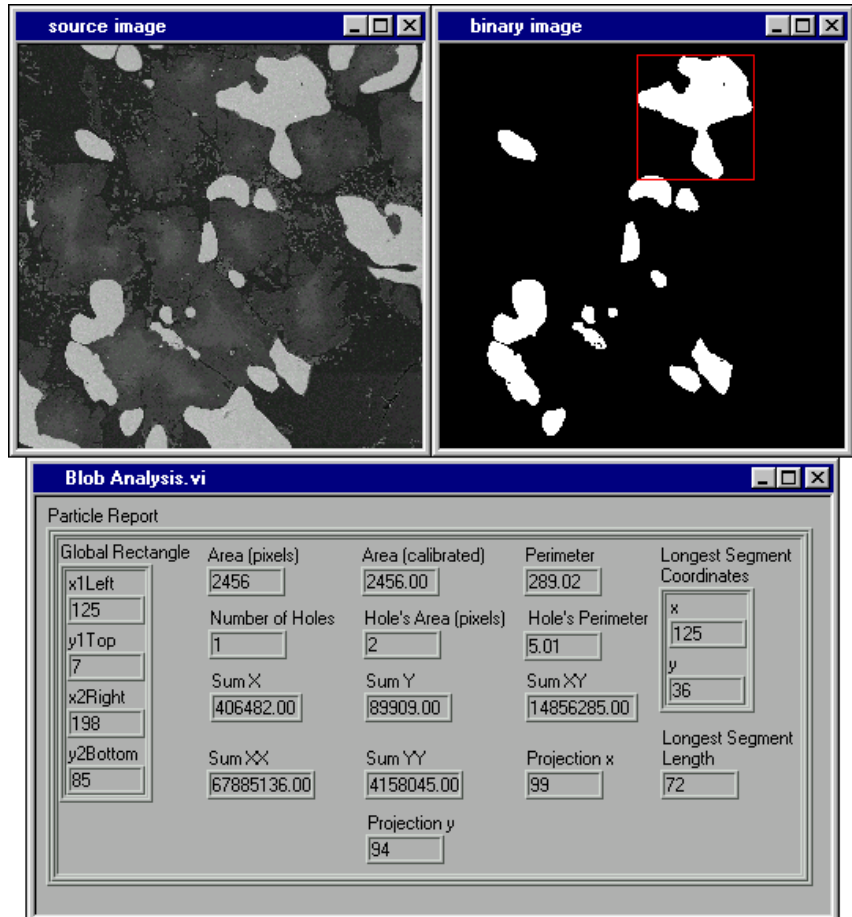 source image
binary image
Blob Analysis.vi
Particle Report
Global Rectangle
x1Left
125
y1Top
7
x2Right
198
y2Bottom
85
Area (pixels)
2456
Area (calibrated)
2456.00
Perimeter
289.02
Longest Segment
Coordinates
x
125
y
36
Number of Holes
1
Hole's Area (pixels)
2
Hole's Perimeter
5.01
Sum X
406482.00
Sum Y
89909.00
Sum XY
14856285.00
Sum XX
67885136.00
Sum YY
4158045.00
Projection x
99
Longest Segment
Length
72
Projection y
94